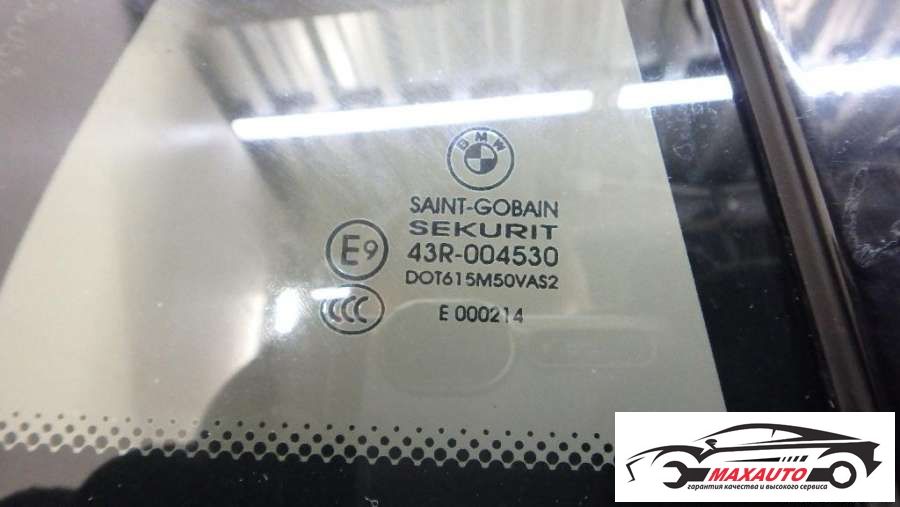 BMW
SAINT-GOBAIN
SEKURIT
E9
43R-004530
DOT615M50VAS2
CCC
E 000214
MAXAUTO
гарантия качества и высокого сервиса